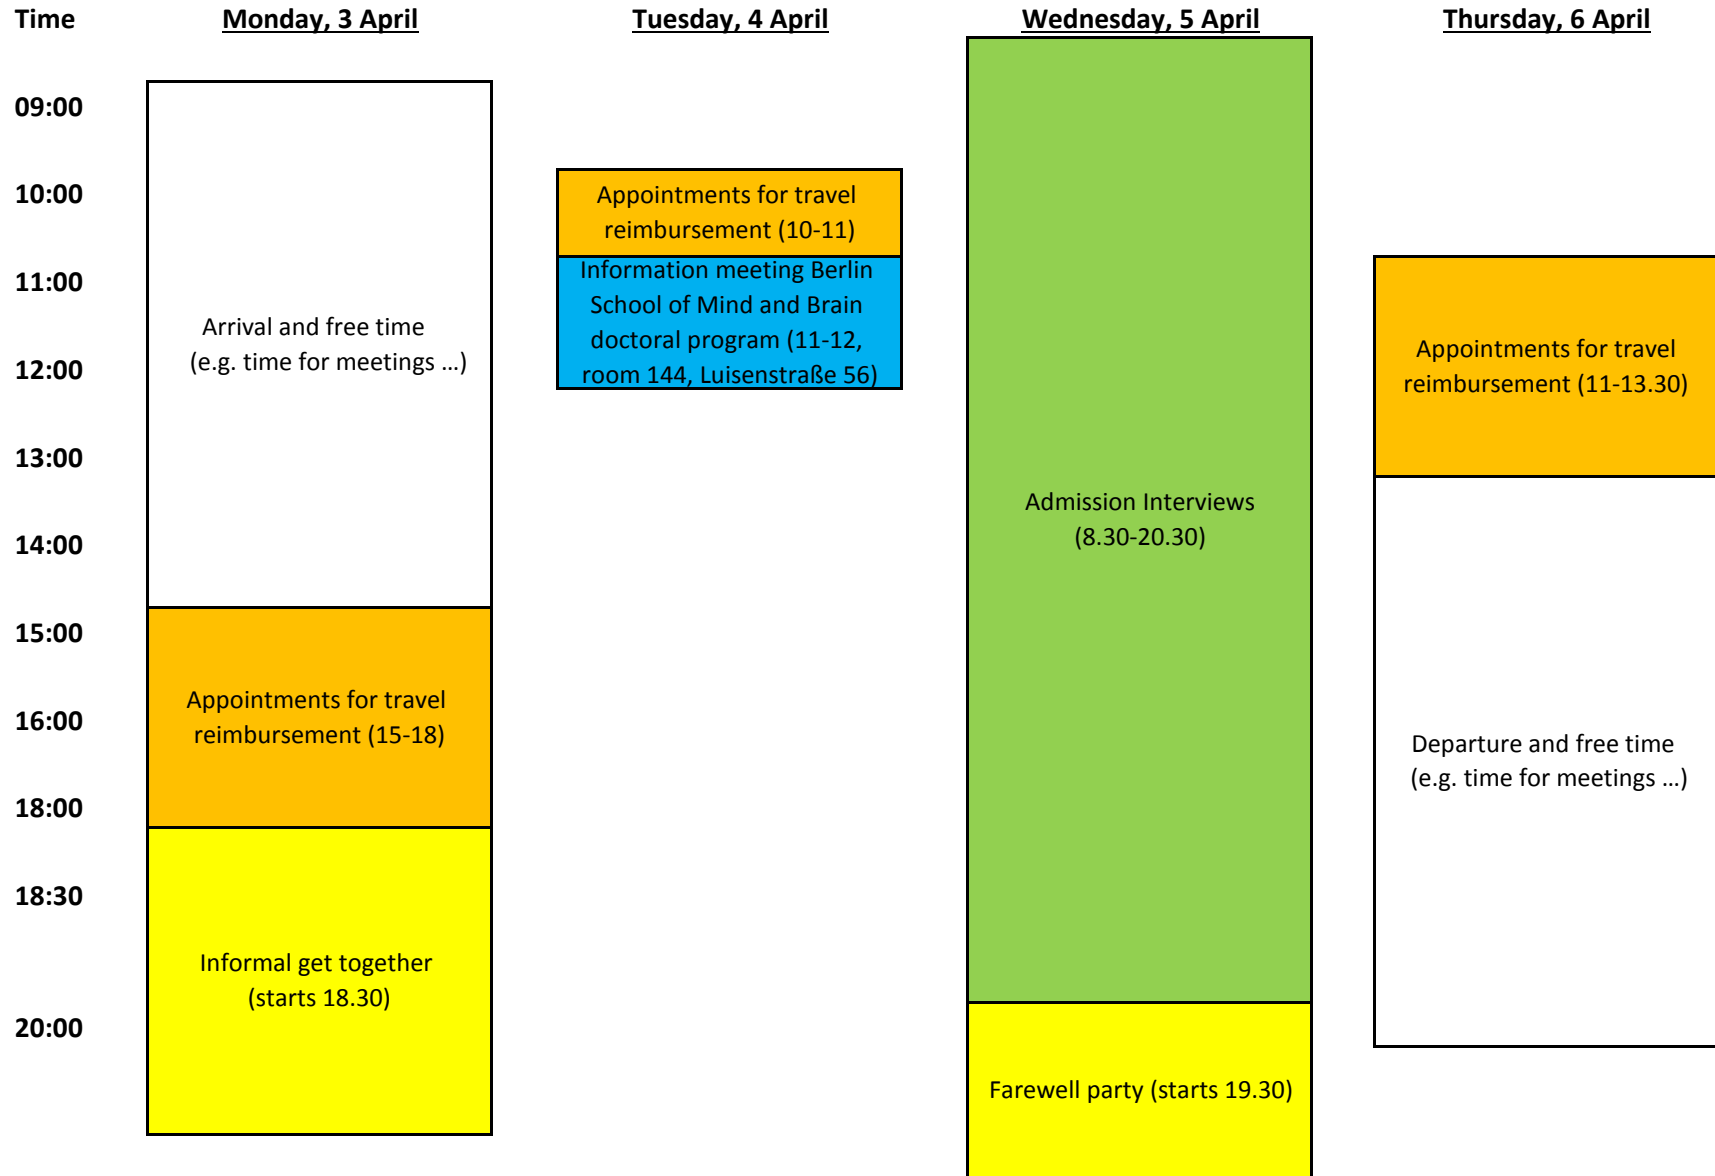 Time
Monday, 3 April
Tuesday, 4 April
Wednesday, 5 April
Thursday, 6 April
09:00
10:00
11:00
12:00
13:00
14:00
15:00
16:00
18:00
18:30
20:00
Arrival and free time
(e.g. time for meetings ...)
Appointments for travel
reimbursement (15-18)
Informal get together
(starts 18.30)
Appointments for travel
reimbursement (10-11)
Information meeting Berlin
School of Mind and Brain
doctoral program (11-12,
room 144, Luisenstraße 56)
Admission Interviews
(8.30-20.30)
Farewell party (starts 19.30)
Appointments for travel
reimbursement (11-13.30)
Departure and free time
(e.g. time for meetings ...)